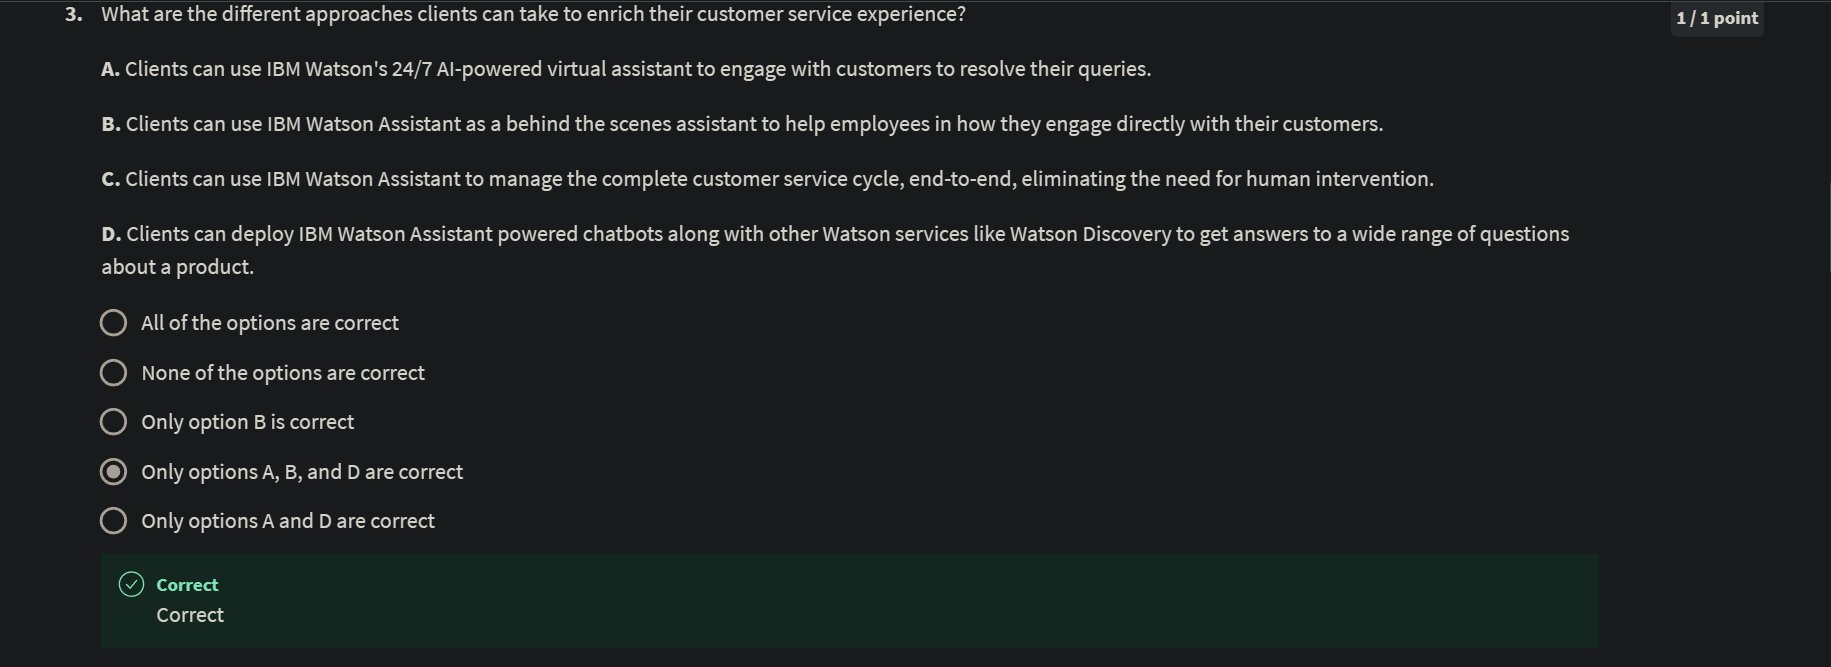 3. What are the different approaches clients can take to enrich their customer service experience?
1 / 1 point
A. Clients can use IBM Watson's 24/7 AI-powered virtual assistant to engage with customers to resolve their queries.
B. Clients can use IBM Watson Assistant as a behind the scenes assistant to help employees in how they engage directly with their customers.
C. Clients can use IBM Watson Assistant to manage the complete customer service cycle, end-to-end, eliminating the need for human intervention.
D. Clients can deploy IBM Watson Assistant powered chatbots along with other Watson services like Watson Discovery to get answers to a wide range of questions
about a product.
All of the options are correct
None of the options are correct
Only option B is correct
Only options A, B, and D are correct
Only options A and D are correct
Correct
Correct